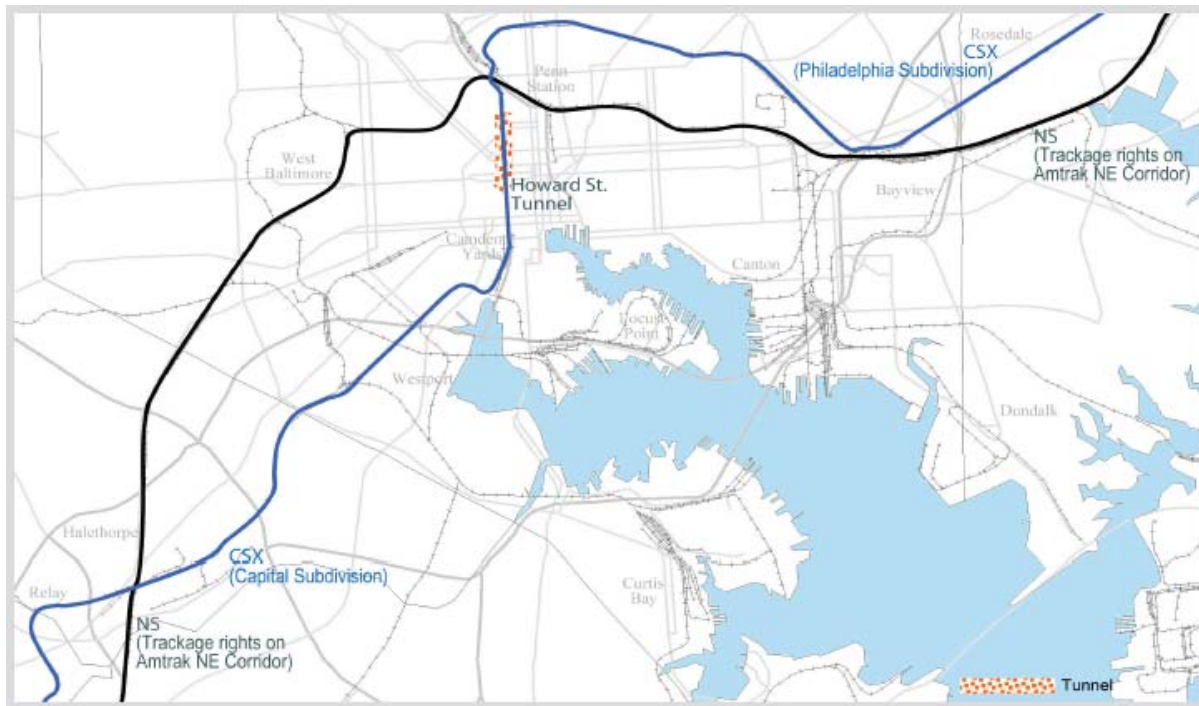 Rosedale
CSX
(Philadelphia Subdivision)
Penn
Station
NS
(Trackage rights on
Amtrak NE Corridor)
West
Baltimore
Bayview
Howard St.
Tunnel
Camden
Yards
Canton
Locust
Point
Westport
Dondalk
Halethorpe
CSX
(Capital Subdivision)
Relay
Curtis
Bay
NS
(Trackage rights on
Amtrak NE Corridor)
Tunnel